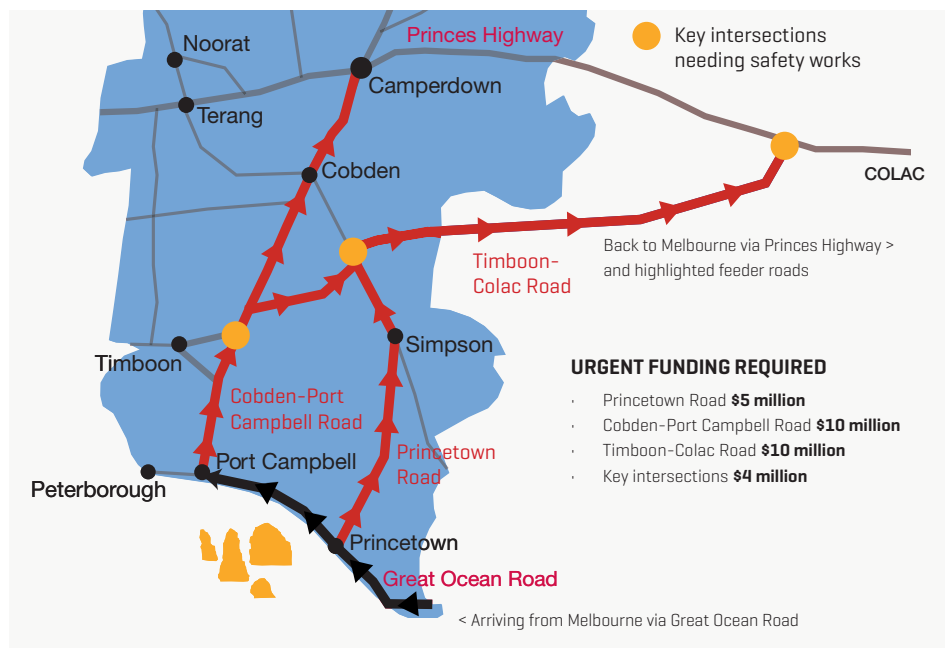 Noorat
Princes Highway
Key intersections
needing safety works
Camperdown
Terang
Cobden
COLAC
Back to Melbourne via Princes Highway >
and highlighted feeder roads
Timboon-
Colac Road
Timboon
Simpson
URGENT FUNDING REQUIRED
· Princetown Road $5 million
· Cobden-Port Campbell Road $10 million
· Timboon-Colac Road $10 million
· Key intersections $4 million
Cobden-Port
Campbell Road
Princetown
Road
Port Campbell
Peterborough
Princetown
Great Ocean Road
< Arriving from Melbourne via Great Ocean Road